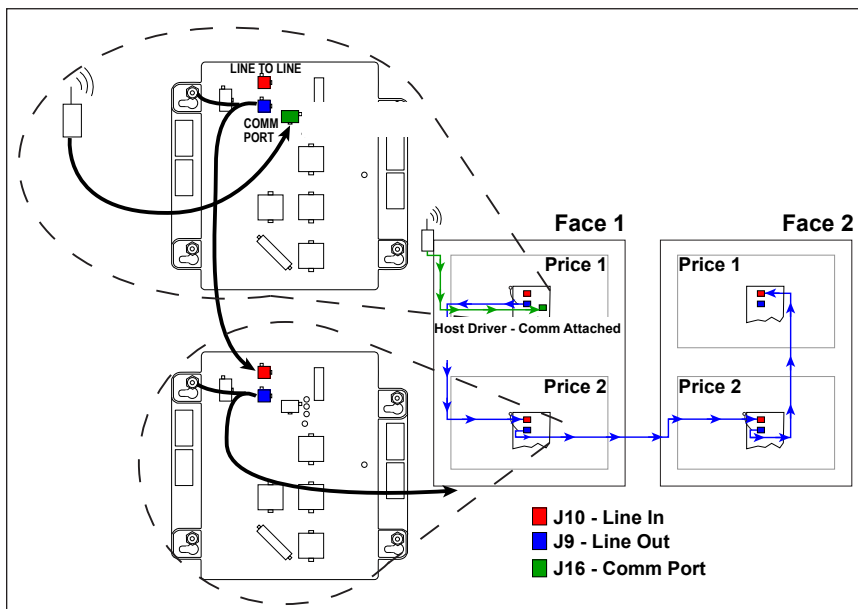 LINE TO LINE
COMM
PORT
Face 1
Face 2
Price 1
Price 1
Host Driver - Comm Attached
Price 2
Price 2
J10 - Line In
J9 - Line Out
J16 - Comm Port